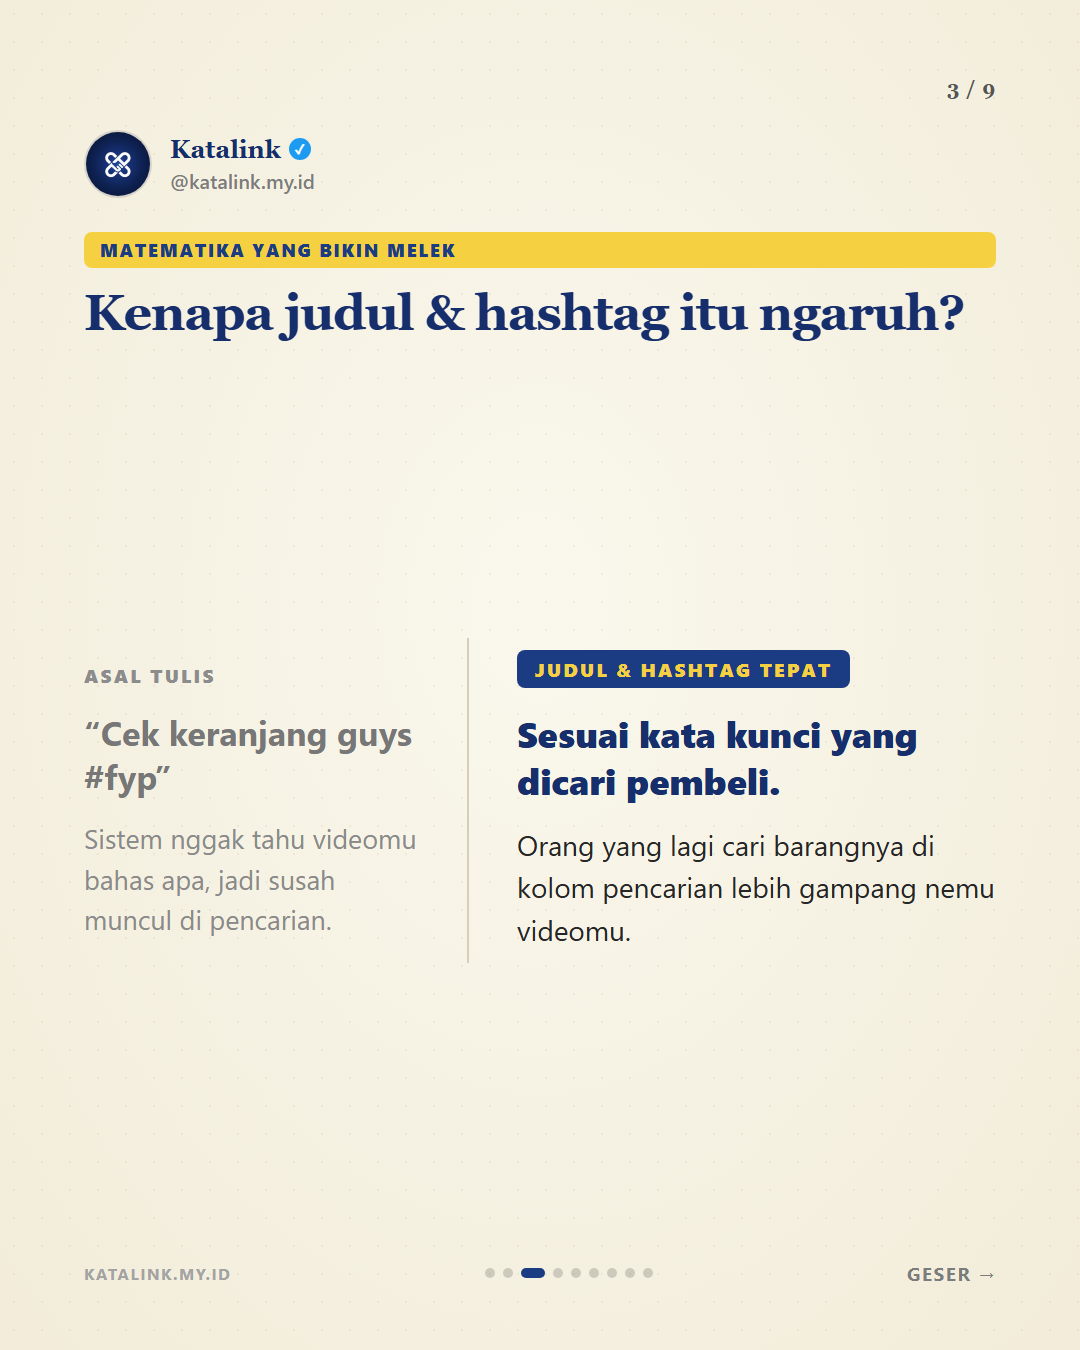 3 / 9
Katalink
@katalink.my.id
MATEMATIKA YANG BIKIN MELEK
Kenapa judul & hashtag itu ngaruh?
ASAL TULIS
“Cek keranjang guys
#fyp”
Sistem nggak tahu videomu
bahas apa, jadi susah
muncul di pencarian.
JUDUL & HASHTAG TEPAT
Sesuai kata kunci yang
dicari pembeli.
Orang yang lagi cari barangnya di
kolom pencarian lebih gampang nemu
videomu.
KATALINK.MY.ID
GESER →